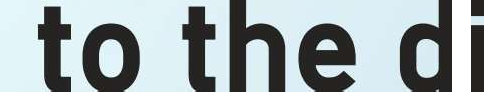 to the di